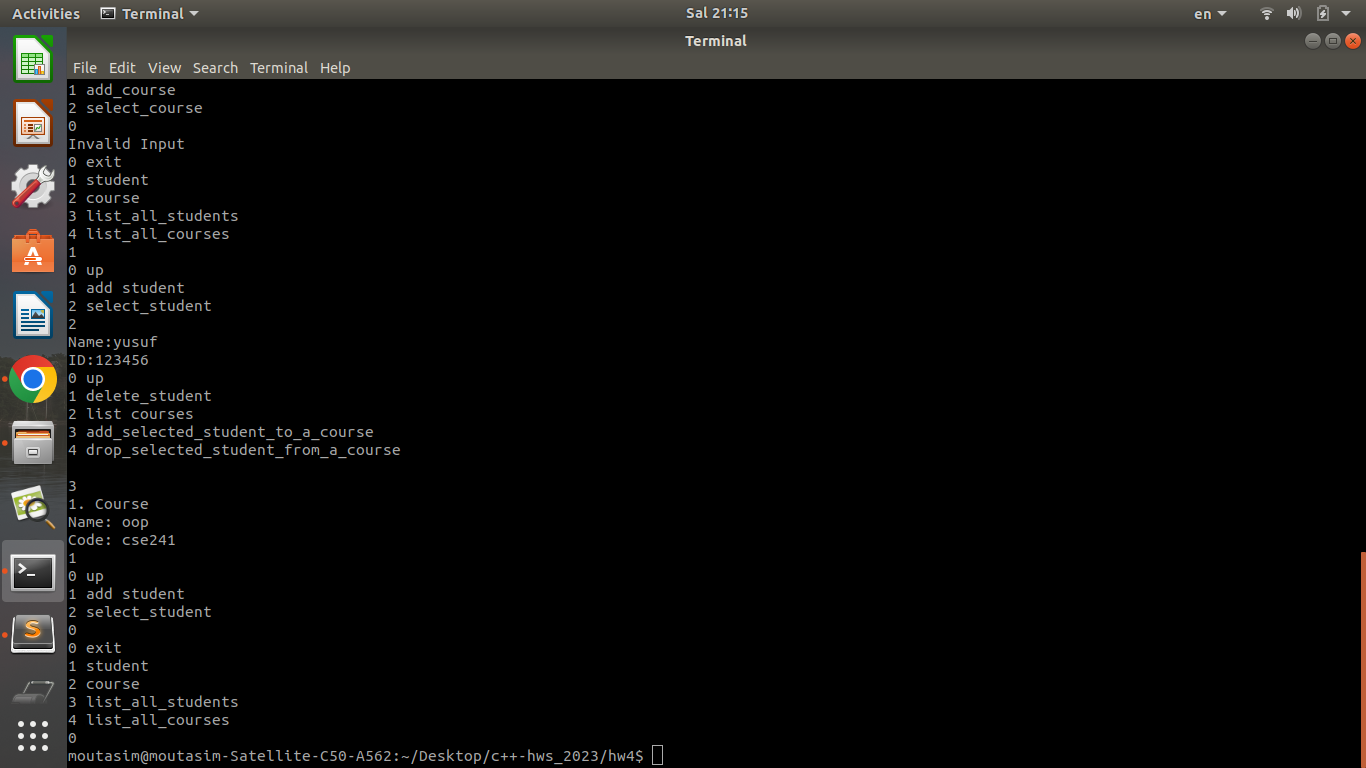 Activities Terminal Sal 21:15 en
Terminal
File Edit View Search Terminal Help
1 add_course
2 select_course
0
Invalid Input
0 exit
1 student
2 course
3 list_all_students
4 list_all_courses
1
0 up
1 add student
2 select_student
2
Name:yusuf
ID:123456
0 up
1 delete_student
2 list courses
3 add_selected_student_to_a_course
4 drop_selected_student_from_a_course
3
1. Course
Name: oop
Code: cse241
1
0 up
1 add student
2 select_student
0
0 exit
1 student
2 course
3 list_all_students
4 list_all_courses
0
moutasim@moutasim-Satellite-C50-A562:~/Desktop/c++-hws_2023/hw4$